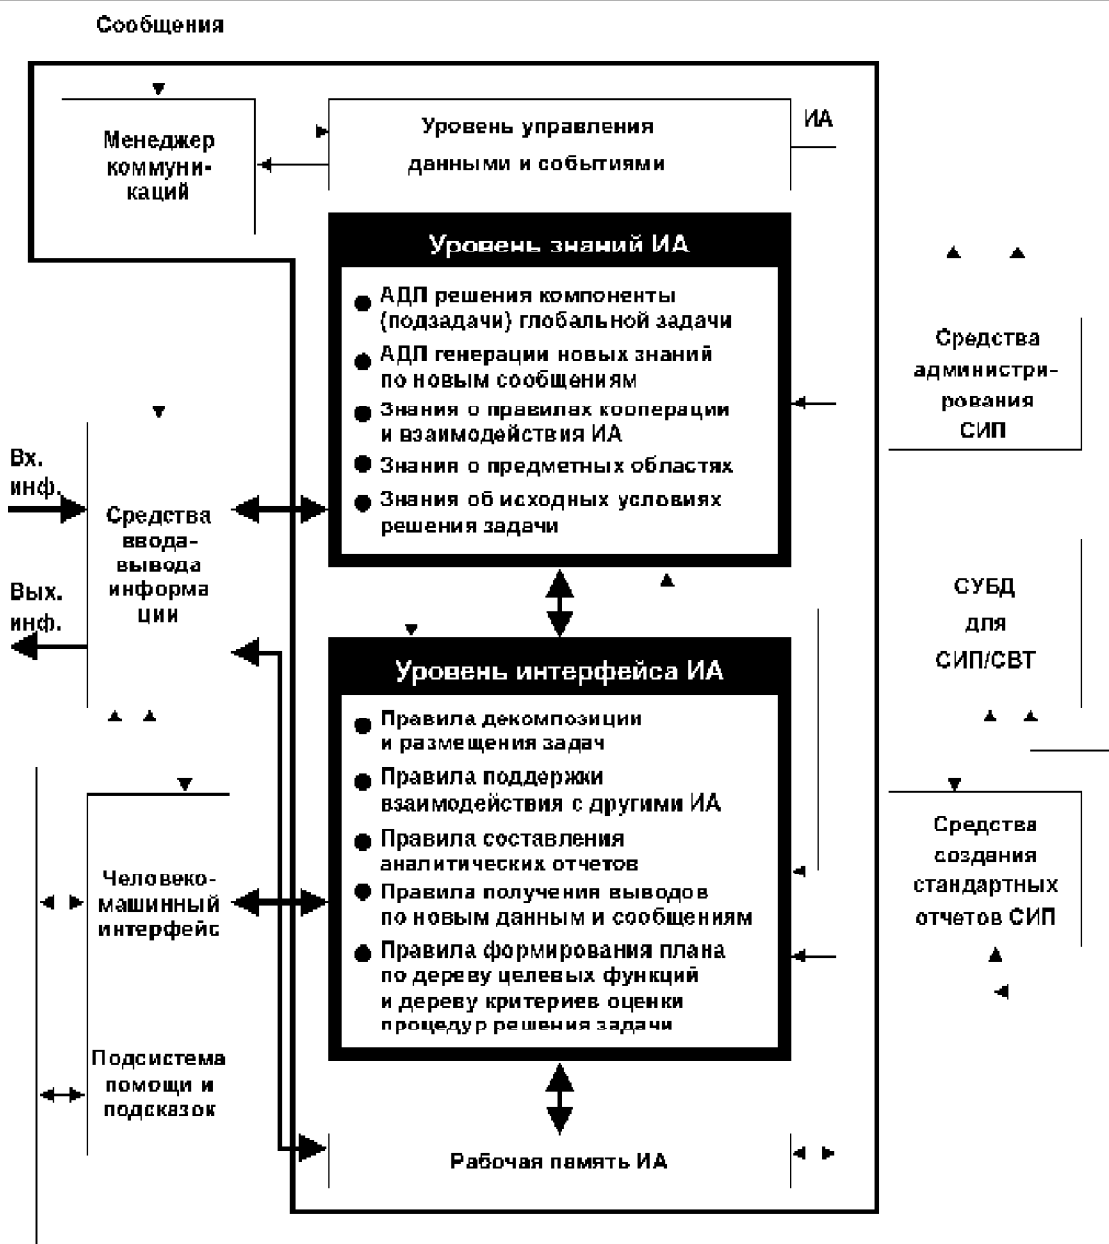 Сообщения
Менеджер
коммуни-
каций
Уровень управления
данными и событиями
ИА
Уровень знаний ИА
АДП решения компоненты
(подзадачи) глобальной задачи
АДП генерации новых знаний
по новым сообщениям
Знания о правилах кооперации
и взаимодействия ИА
Знания о предметных областях
Знания об исходных условиях
решения задачи
Средства
администри-
рования
СИП
Вх.
инф.
Средства
ввода-
вывода
информа
ции
Вых.
инф.
СУБД
для
СИП/СВТ
Уровень интерфейса ИА
Правила декомпозиции
и размещения задач
Правила поддержки
взаимодействия с другими ИА
Правила составления
аналитических отчетов
Правила получения выводов
по новым данным и сообщениям
Правила формирования плана
по дереву целевых функций
и дереву критериев оценки
процедур решения задачи
Человеко-
машинный
интерфейс
Средства
создания
стандартных
отчетов СИП
Подсистема
помощи и
подсказок
Рабочая память ИА